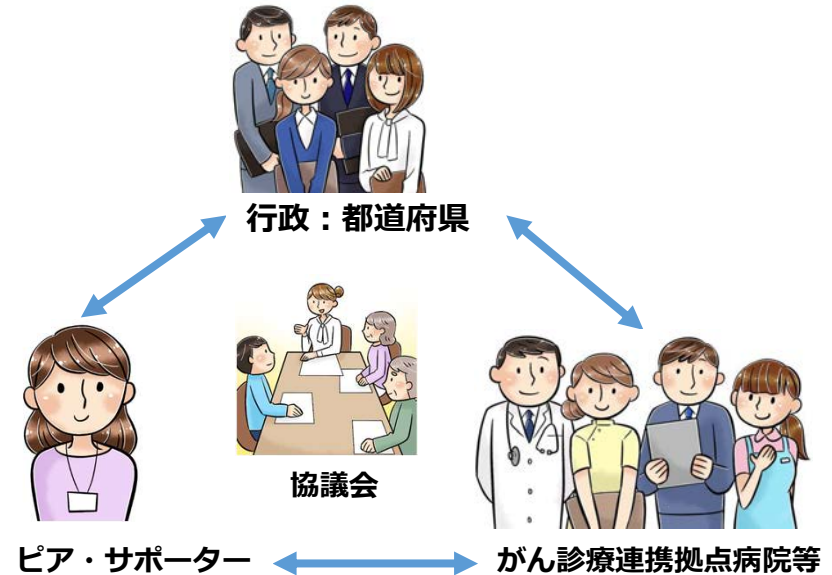 行政：都道府県
協議会
ピア・サポーター
がん診療連携拠点病院等